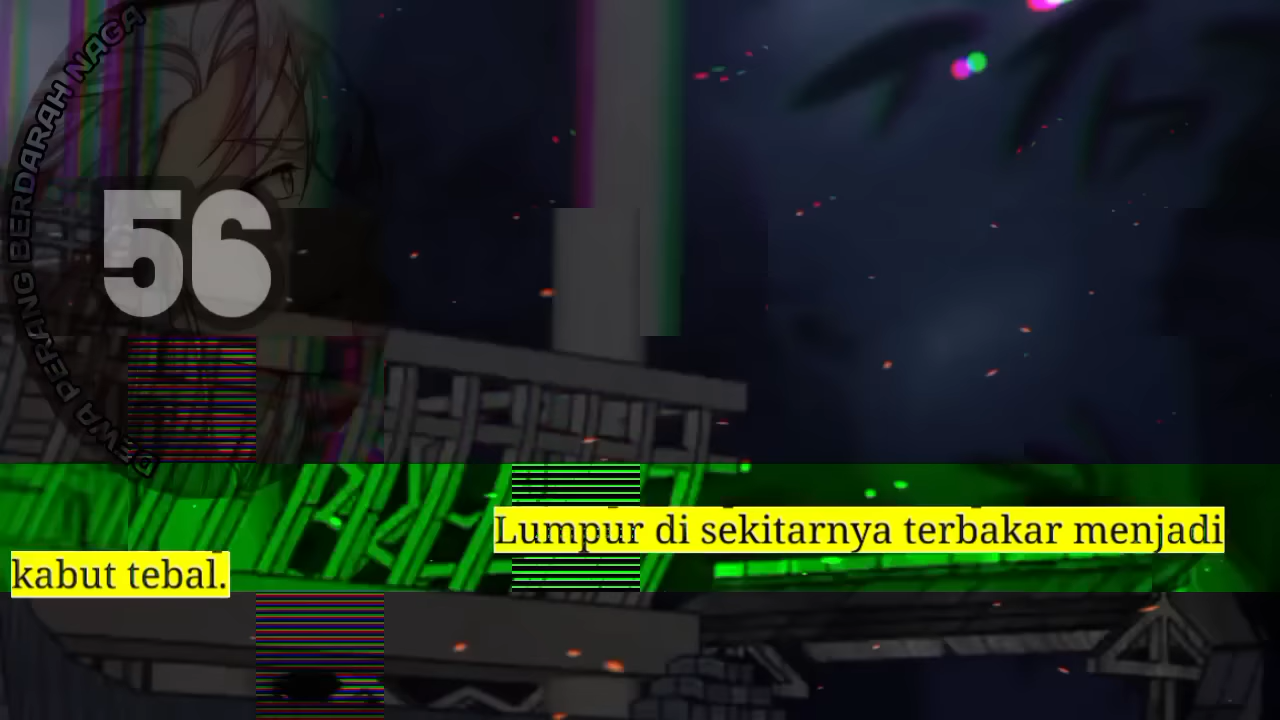 DEWA PERANG BERDARAH NAGA
56
Lumpur di sekitarnya terbakar menjadi
kabut tebal.